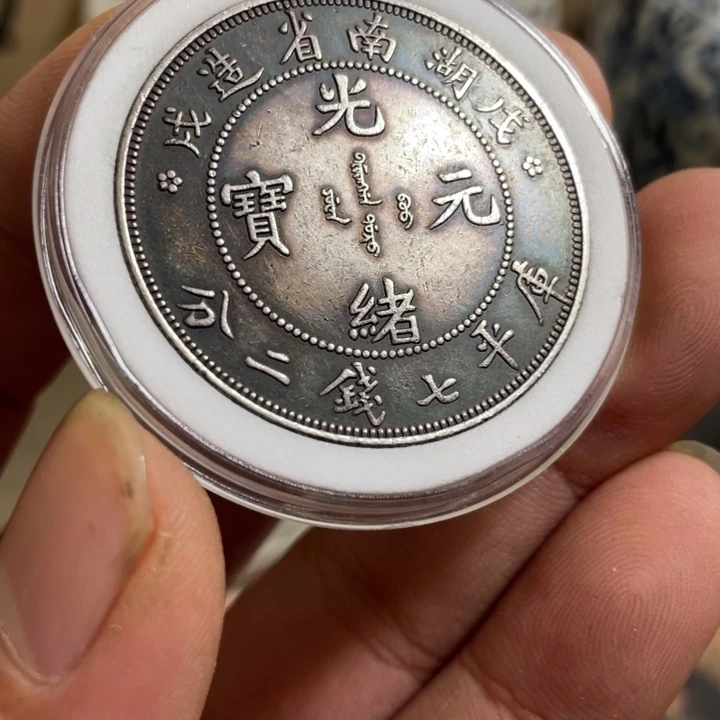 戊湖南省造戌
光緒元寶
庫平七錢二分